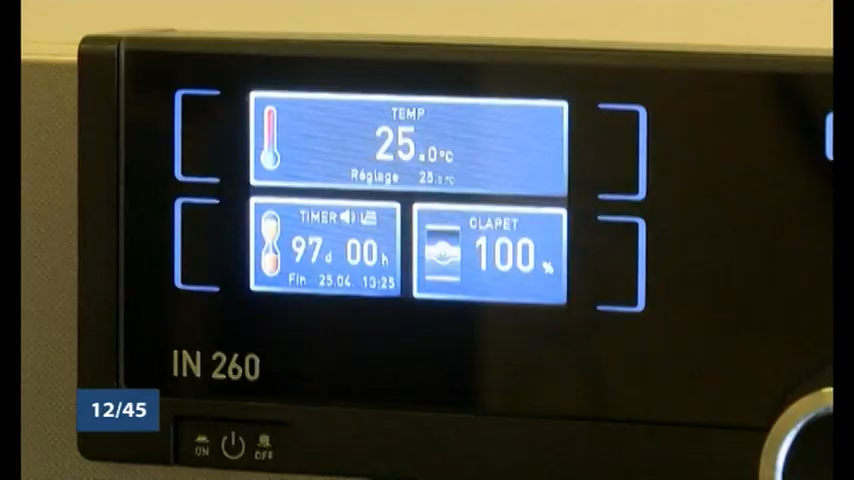 TEMP
25.0°C
Réglage 25.0°C
TIMER
97d 00h
Fin 25.04. 13:25
CLAPET
100 %
IN 260
12/45
ON OFF